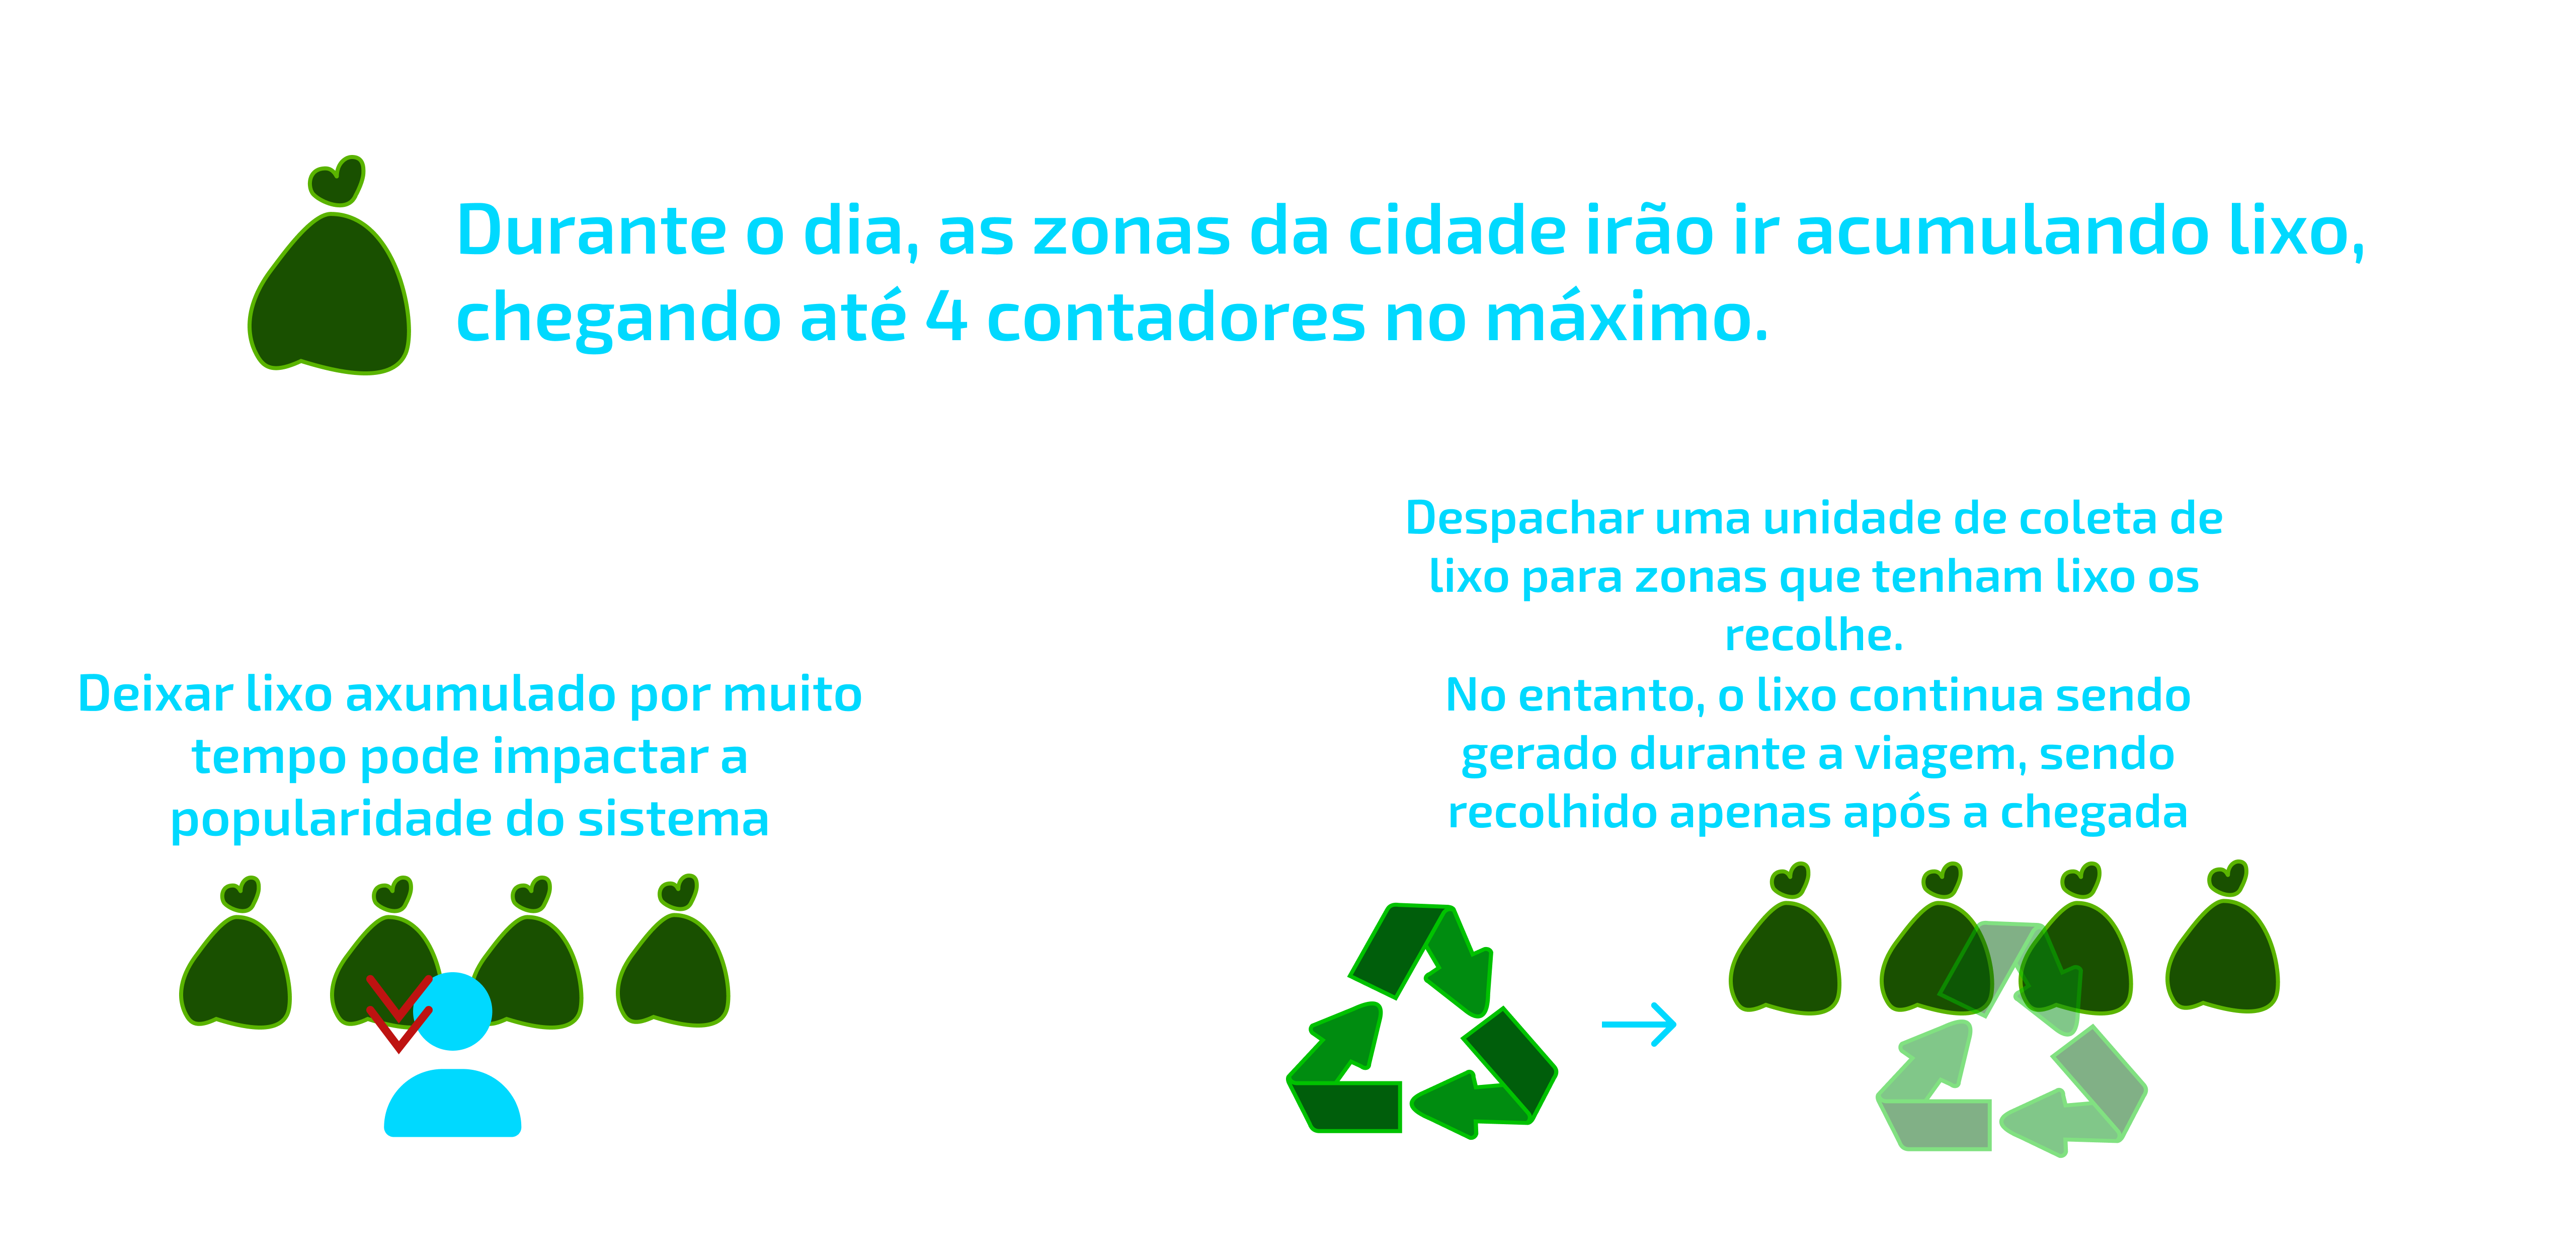 Durante o dia, as zonas da cidade irão ir acumulando lixo,
chegando até 4 contadores no máximo.
Deixar lixo axumulado por muito
tempo pode impactar a
popularidade do sistema
Despachar uma unidade de coleta de
lixo para zonas que tenham lixo os
recolhe.
No entanto, o lixo continua sendo
gerado durante a viagem, sendo
recolhido apenas após a chegada